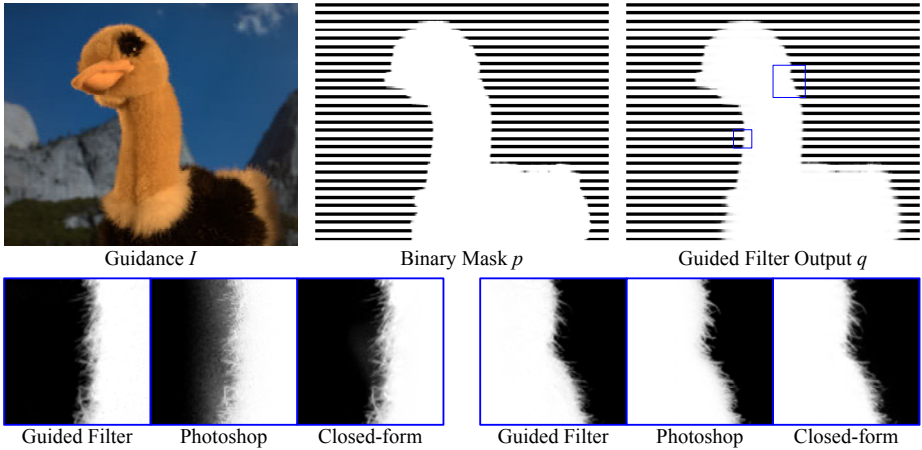 Guidance I
Binary Mask p
Guided Filter Output q
Guided Filter
Photoshop
Closed-form
Guided Filter
Photoshop
Closed-form